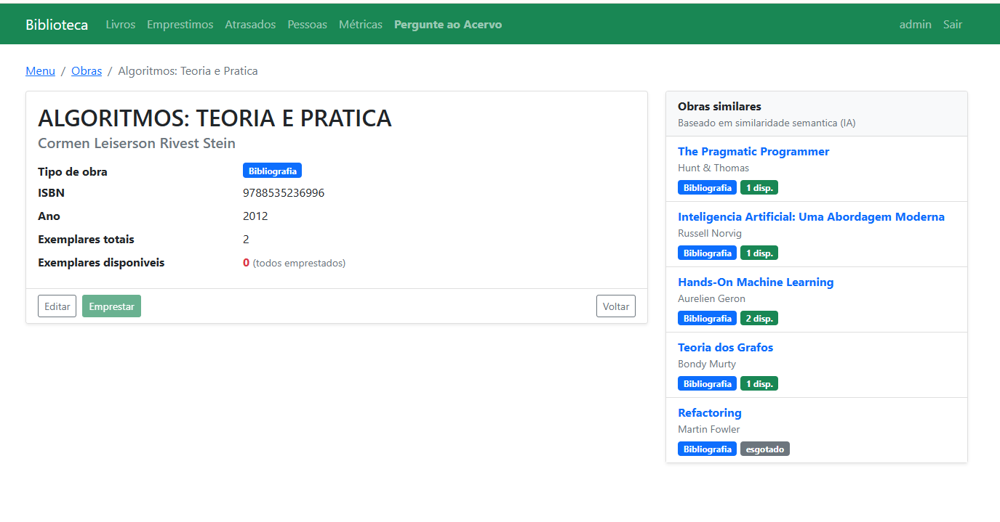 Biblioteca Livros Emprestimos Atrasados Pessoas Métricas Pergunte ao Acervo admin Sair
Menu / Obras / Algoritmos: Teoria e Pratica
ALGORITMOS: TEORIA E PRATICA
Cormen Leiserson Rivest Stein
Tipo de obra Bibliografia
ISBN 9788535236996
Ano 2012
Exemplares totais 2
Exemplares disponiveis 0 (todos emprestados)
Editar Emprestar Voltar
Obras similares
Baseado em similaridade semantica (IA)
The Pragmatic Programmer
Hunt & Thomas
Bibliografia 1 disp.
Inteligencia Artificial: Uma Abordagem Moderna
Russell Norvig
Bibliografia 1 disp.
Hands-On Machine Learning
Aurelien Geron
Bibliografia 2 disp.
Teoria dos Grafos
Bondy Murty
Bibliografia 1 disp.
Refactoring
Martin Fowler
Bibliografia esgotado